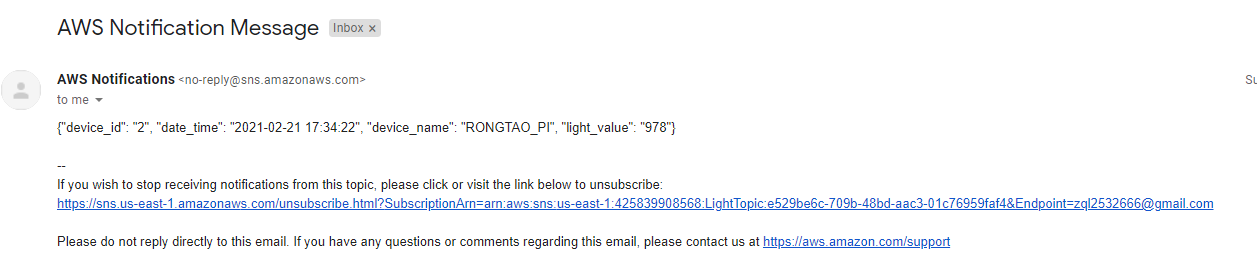 AWS Notification Message Inbox ×
AWS Notifications <no-reply@sns.amazonaws.com>
Su
to me
{"device_id": "2", "date_time": "2021-02-21 17:34:22", "device_name": "RONGTAO_PI", "light_value": "978"}
--
If you wish to stop receiving notifications from this topic, please click or visit the link below to unsubscribe:
https://sns.us-east-1.amazonaws.com/unsubscribe.html?SubscriptionArn=arn:aws:sns:us-east-1:425839908568:LightTopic:e529be6c-709b-48bd-aac3-01c76959faf4&Endpoint=zql2532666@gmail.com
Please do not reply directly to this email. If you have any questions or comments regarding this email, please contact us at https://aws.amazon.com/support